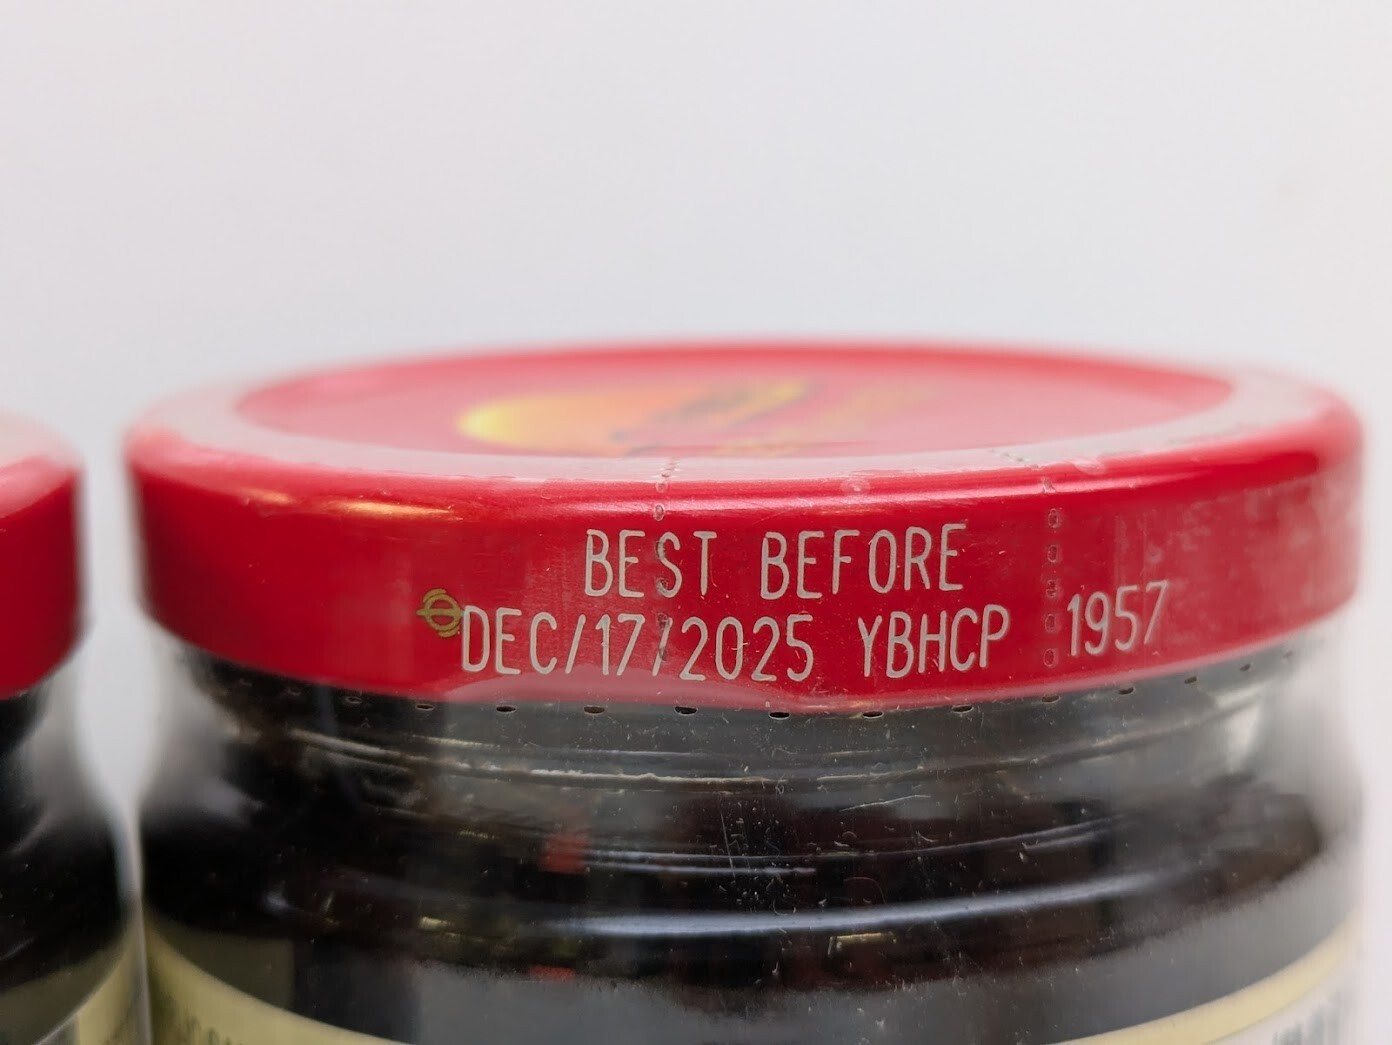 BEST BEFORE
DEC/17/2025 YBHCP 1957